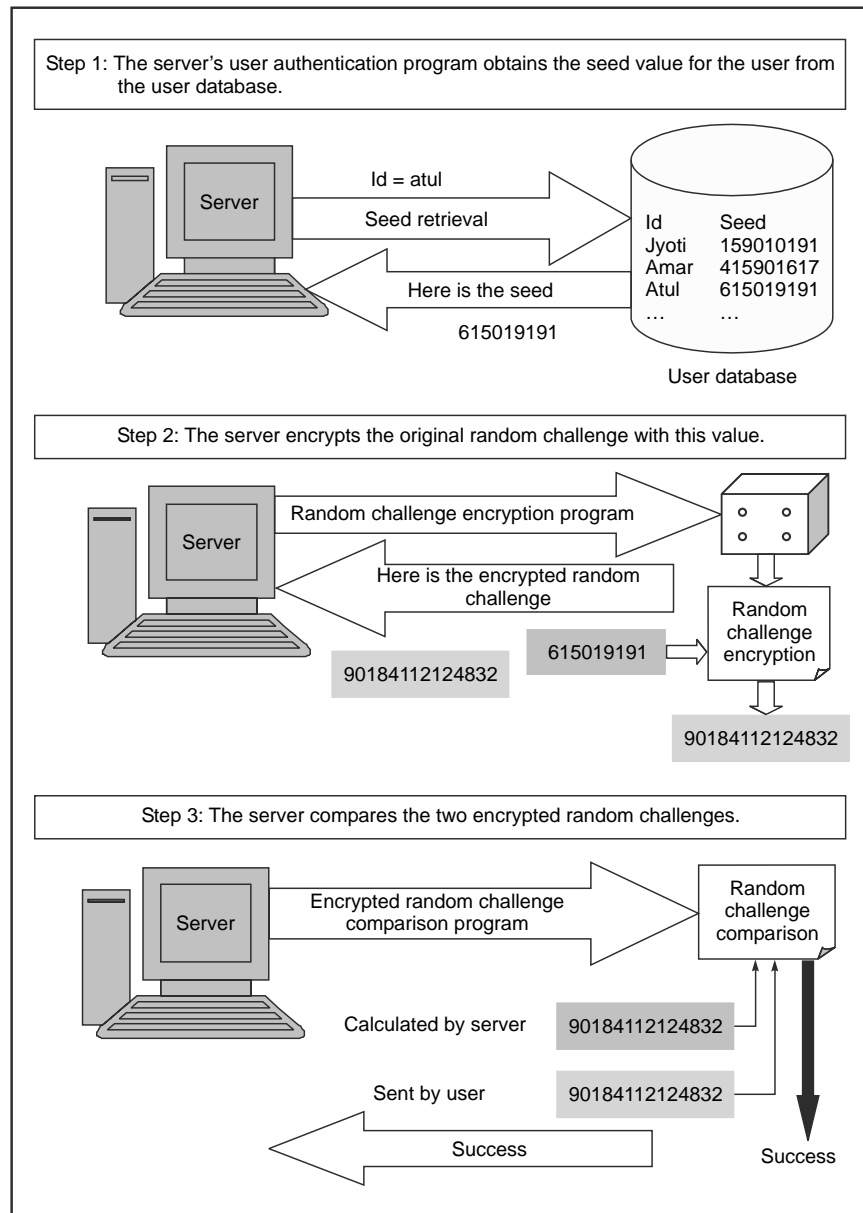 Step 1: The server’s user authentication program obtains the seed value for the user from
the user database.
Server
Id = atul
Seed retrieval
Here is the seed
615019191
Id Seed
Jyoti 159010191
Amar 415901617
Atul 615019191
… …
User database
Step 2: The server encrypts the original random challenge with this value.
Server
Random challenge encryption program
Here is the encrypted random
challenge
90184112124832
615019191
Random
challenge
encryption
90184112124832
Step 3: The server compares the two encrypted random challenges.
Server
Encrypted random challenge
comparison program
Random
challenge
comparison
Calculated by server
90184112124832
Sent by user
90184112124832
Success
Success